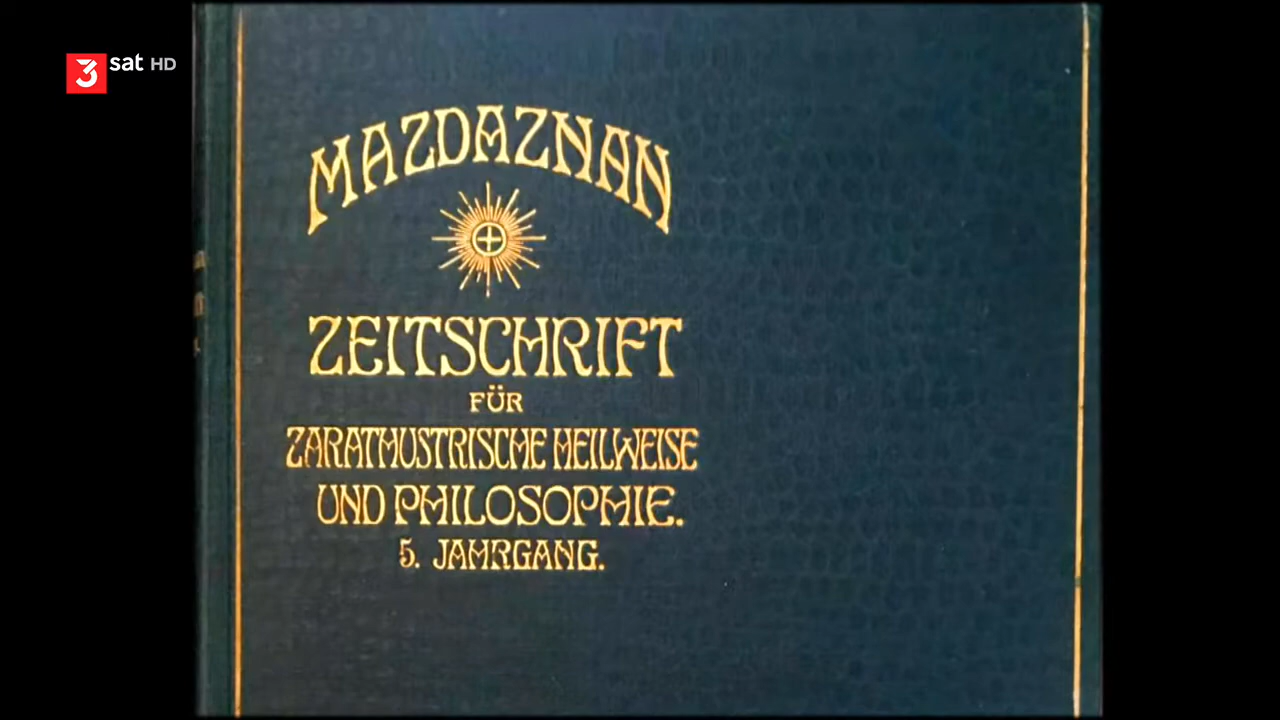 3sat HD
MAZDAZNAN
ZEITSCHRIFT
FÜR
ZARATHUSTRISCHE HEILWEISE
UND PHILOSOPHIE.
5. JAHRGANG.